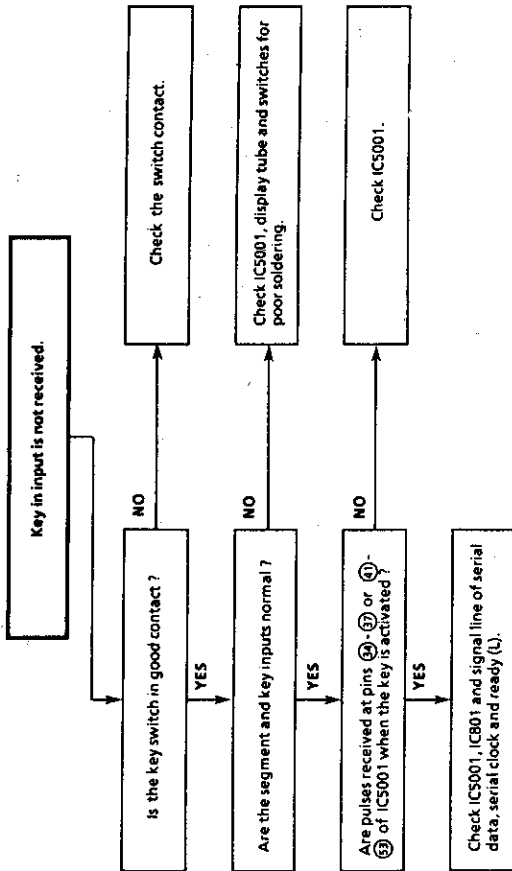 Key in input is not received.
Is the key switch in good contact ?
NO
Check the switch contact.
YES
Are the segment and key inputs normal ?
NO
Check IC5001, display tube and switches for
poor soldering.
YES
Are pulses received at pins ㉞-㊲ or ㊶-
㊳ of IC5001 when the key is activated ?
NO
Check IC5001.
YES
Check IC5001, IC801 and signal line of serial
data, serial clock and ready (L).